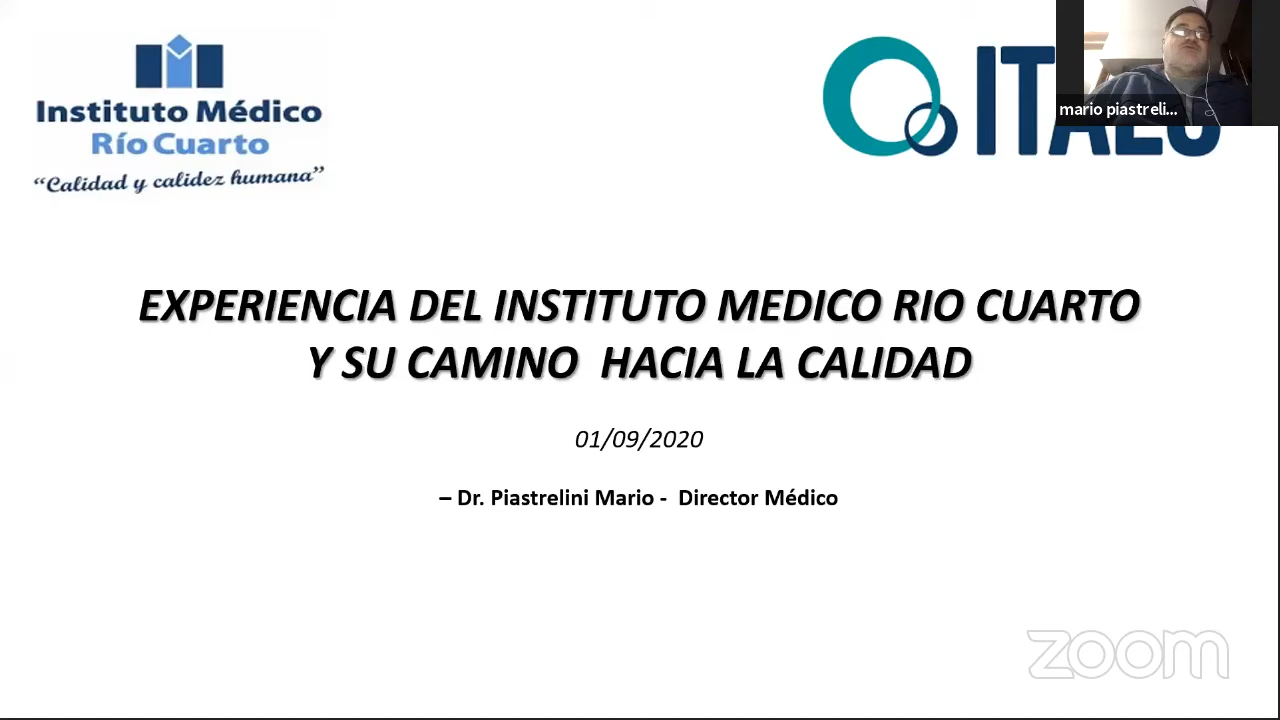 Instituto Médico
Río Cuarto
“Calidad y calidez humana”
mario piastreli...
EXPERIENCIA DEL INSTITUTO MEDICO RIO CUARTO
Y SU CAMINO HACIA LA CALIDAD
01/09/2020
– Dr. Piastrelini Mario - Director Médico
zoom